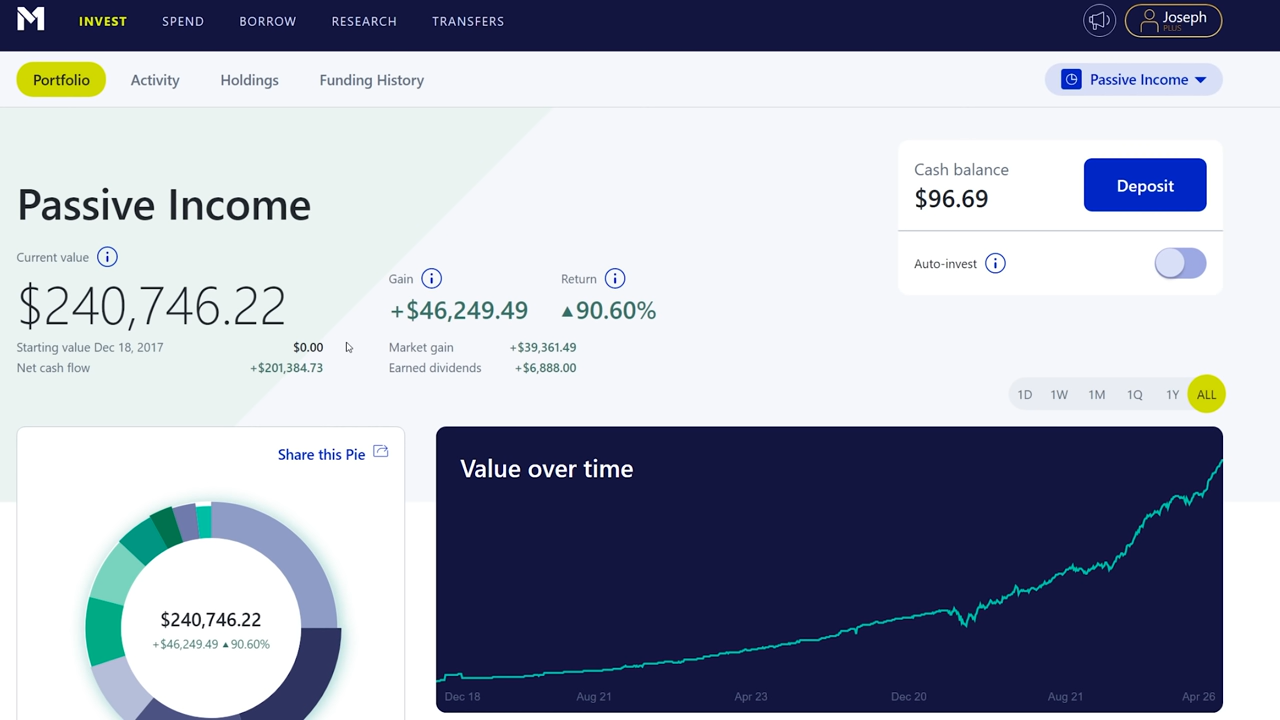 INVEST SPEND BORROW RESEARCH TRANSFERS
Joseph
PLUS
Portfolio Activity Holdings Funding History
Passive Income
Passive Income
Cash balance
$96.69
Deposit
Auto-invest
Current value
$240,746.22
Starting value Dec 18, 2017 $0.00
Net cash flow +$201,384.73
Gain
+$46,249.49
Return
▲90.60%
Market gain +$39,361.49
Earned dividends +$6,888.00
1D 1W 1M 1Q 1Y ALL
Share this Pie
$240,746.22
+$46,249.49 ▲90.60%
Value over time
Dec 18 Aug 21 Apr 23 Dec 20 Aug 21 Apr 26